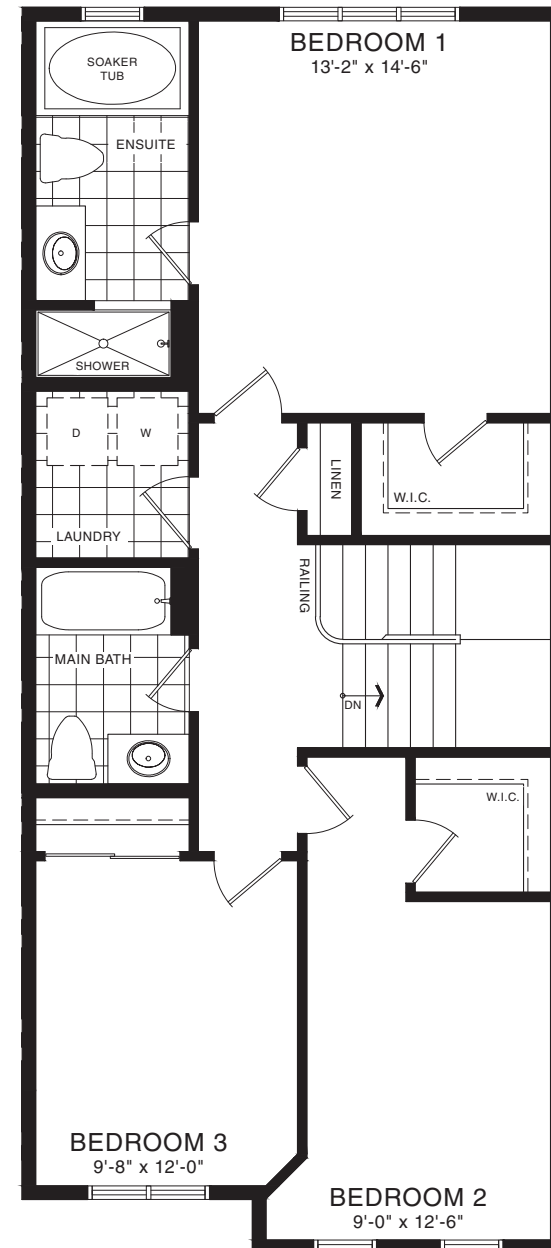 BEDROOM 1
13'-2" x 14'-6"
SOAKER
TUB
ENSUITE
SHOWER
D
W
LAUNDRY
LINEN
W.I.C.
RAILING
MAIN BATH
DN
W.I.C.
BEDROOM 3
9'-8" x 12'-0"
BEDROOM 2
9'-0" x 12'-6"